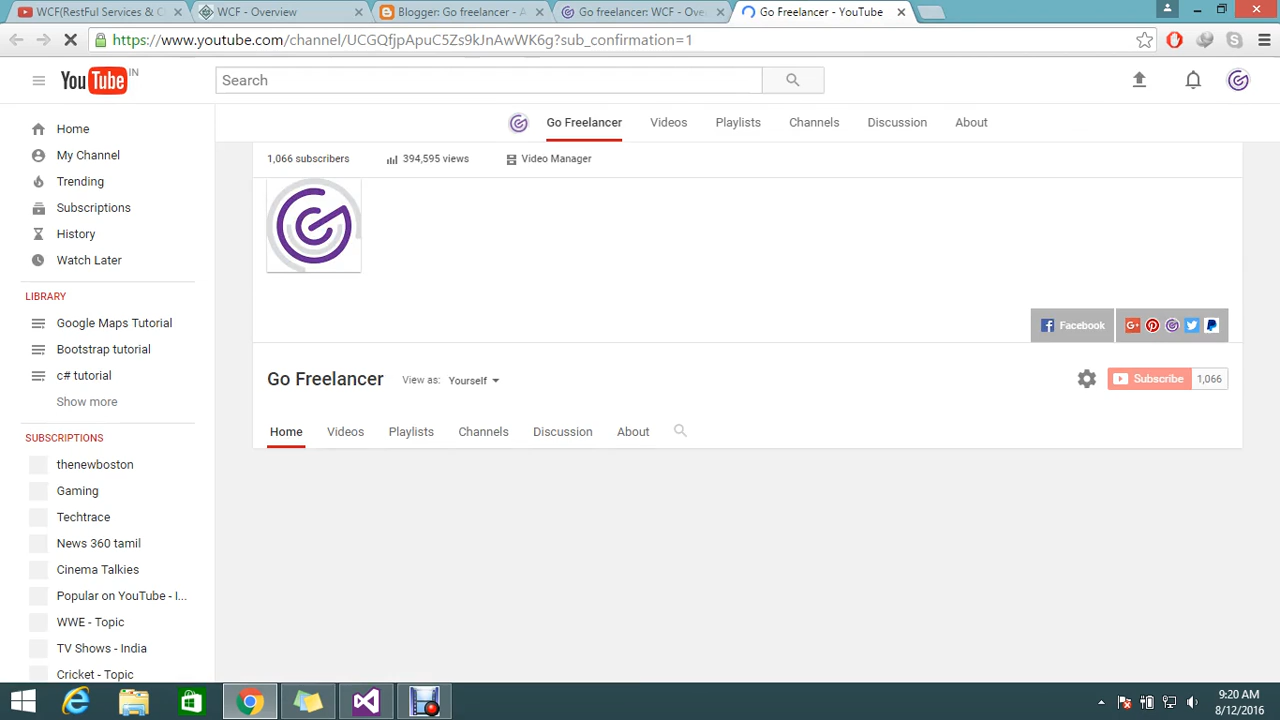 WCF(RestFul Services & C
WCF - Overview
Blogger: Go freelancer - A
Go freelancer: WCF - Ove
Go Freelancer - YouTube
https://www.youtube.com/channel/UCGQfjpApuC5Zs9kJnAwWK6g?sub_confirmation=1
YouTube IN
Search
Go Freelancer
Videos
Playlists
Channels
Discussion
About
Home
My Channel
Trending
Subscriptions
History
Watch Later
LIBRARY
Google Maps Tutorial
Bootstrap tutorial
c# tutorial
Show more
SUBSCRIPTIONS
thenewboston
Gaming
Techtrace
News 360 tamil
Cinema Talkies
Popular on YouTube - I...
WWE - Topic
TV Shows - India
Cricket - Topic
1,066 subscribers
394,595 views
Video Manager
Facebook
Go Freelancer
View as: Yourself
Subscribe 1,066
Home
Videos
Playlists
Channels
Discussion
About
9:20 AM
8/12/2016